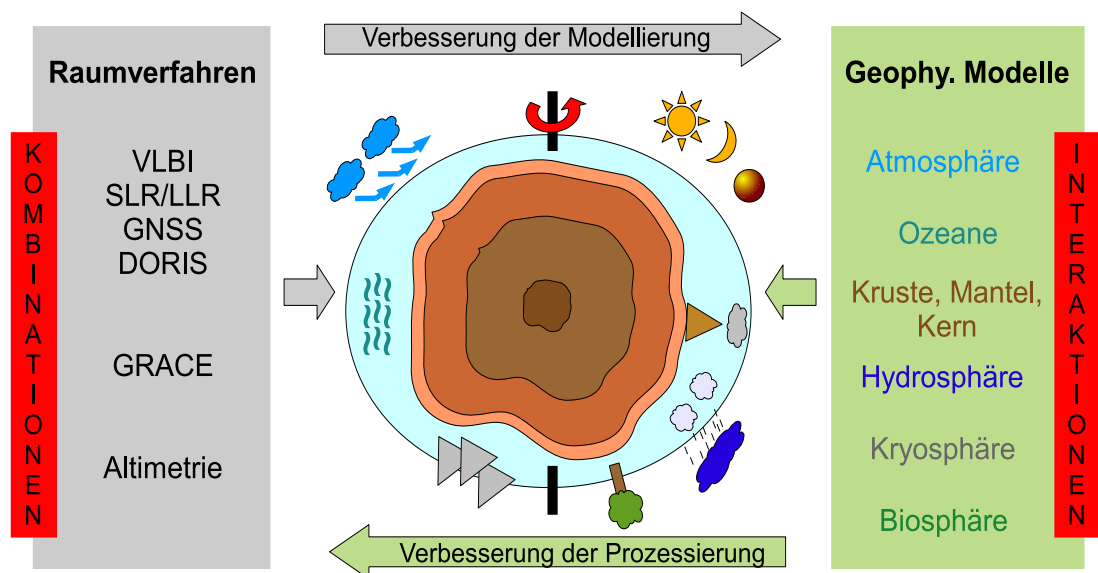 Verbesserung der Modellierung
Raumverfahren
KOMBINATIONEN
VLBI
SLR/LLR
GNSS
DORIS
GRACE
Altimetrie
Geophy. Modelle
Atmosphäre
Ozeane
Kruste, Mantel,
Kern
Hydrosphäre
Kryosphäre
Biosphäre
INTERAKTIONEN
Verbesserung der Prozessierung